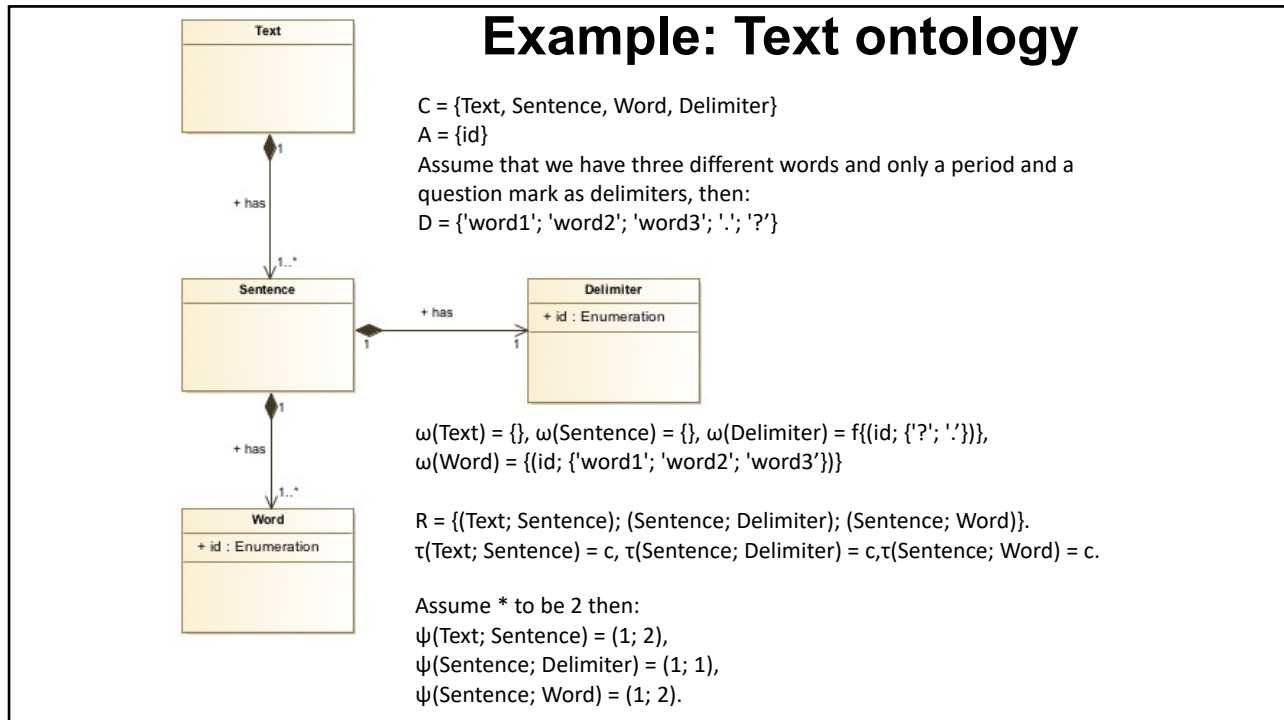 Example: Text ontology
Text
1
+ has
1..*
Sentence
1
+ has
1
Delimiter
+ id : Enumeration
1
+ has
1..*
Word
+ id : Enumeration
C = {Text, Sentence, Word, Delimiter}
A = {id}
Assume that we have three different words and only a period and a
question mark as delimiters, then:
D = {'word1'; 'word2'; 'word3'; '.'; '?’}
ω(Text) = {}, ω(Sentence) = {}, ω(Delimiter) = f{(id; {'?'; '.’})},
ω(Word) = {(id; {'word1'; 'word2'; 'word3’})}
R = {(Text; Sentence); (Sentence; Delimiter); (Sentence; Word)}.
τ(Text; Sentence) = c, τ(Sentence; Delimiter) = c,τ(Sentence; Word) = c.
Assume * to be 2 then:
ψ(Text; Sentence) = (1; 2),
ψ(Sentence; Delimiter) = (1; 1),
ψ(Sentence; Word) = (1; 2).